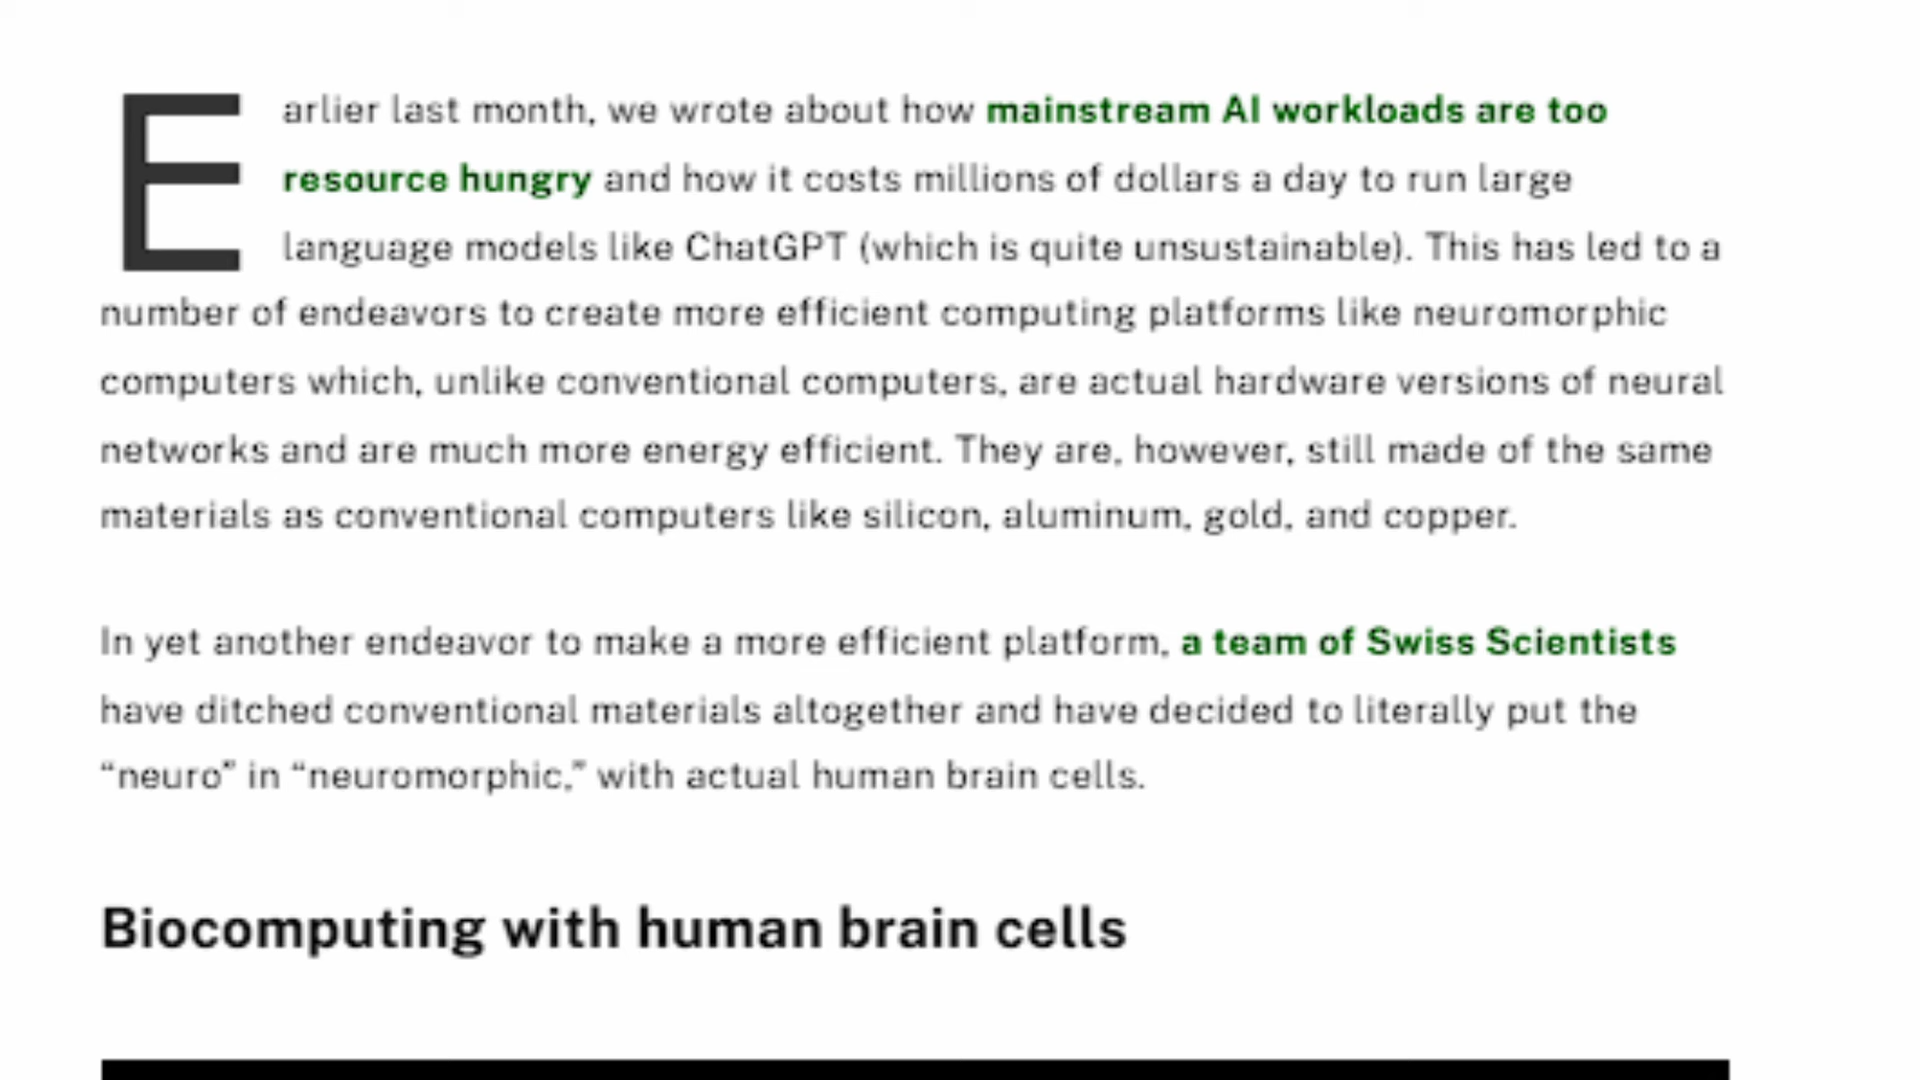 Earlier last month, we wrote about how mainstream AI workloads are too
resource hungry and how it costs millions of dollars a day to run large
language models like ChatGPT (which is quite unsustainable). This has led to a
number of endeavors to create more efficient computing platforms like neuromorphic
computers which, unlike conventional computers, are actual hardware versions of neural
networks and are much more energy efficient. They are, however, still made of the same
materials as conventional computers like silicon, aluminum, gold, and copper.
In yet another endeavor to make a more efficient platform, a team of Swiss Scientists
have ditched conventional materials altogether and have decided to literally put the
“neuro” in “neuromorphic,” with actual human brain cells.
Biocomputing with human brain cells